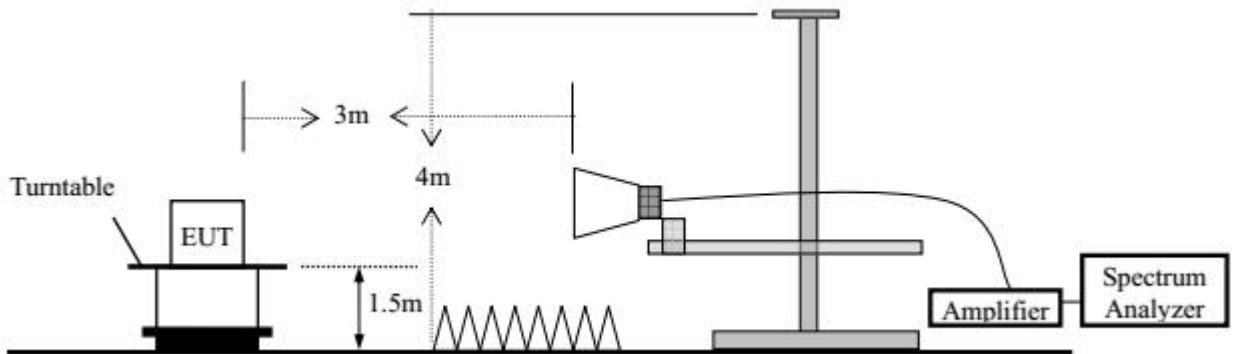 3m
4m
Turntable
EUT
1.5m
Amplifier
Spectrum
Analyzer